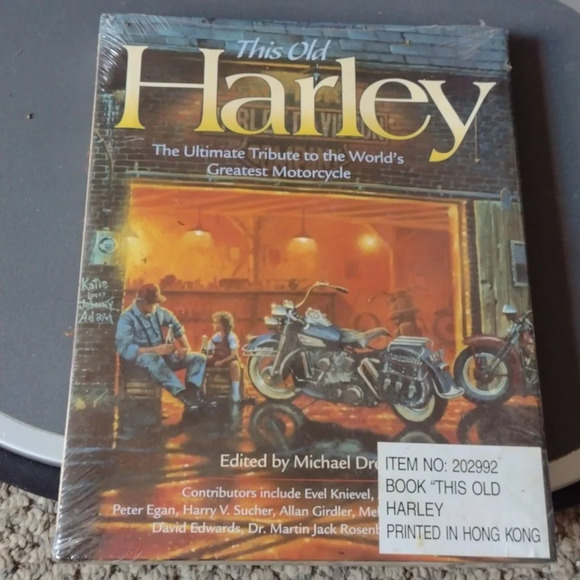 This Old
Harley
The Ultimate Tribute to the World's
Greatest Motorcycle
Katie
Johnny
Adam
Edited by Michael
Contributors include Evel Knievel,
Peter Egan, Harry V. Sucher, Allan Girdler,
David Edwards, Dr. Martin Jack
ITEM NO: 202992
BOOK "THIS OLD
HARLEY
PRINTED IN HONG KONG